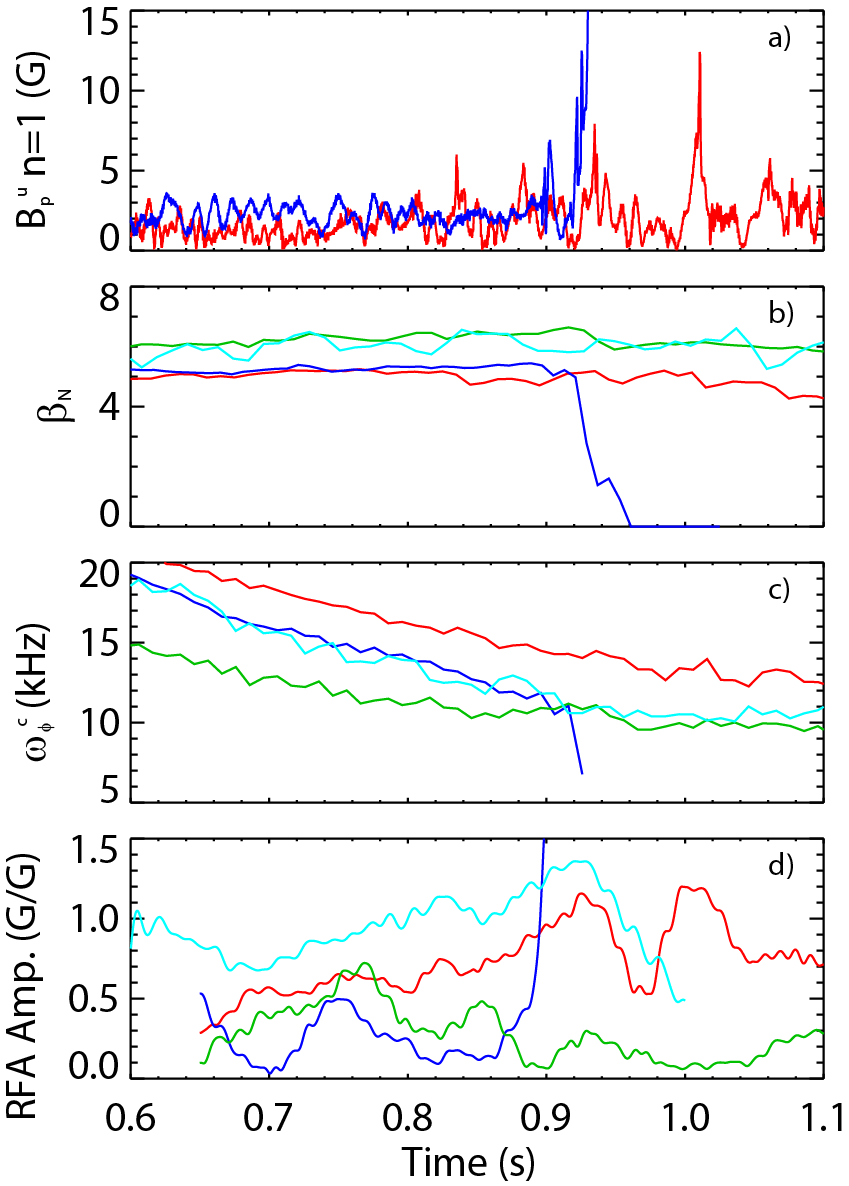 15
10
5
0
B_p^u n=1 (G)
a)
8
4
0
β_N
b)
20
15
10
5
ω_ϕ^c (kHz)
c)
1.5
1.0
0.5
0.0
RFA Amp. (G/G)
d)
0.6 0.7 0.8 0.9 1.0 1.1
Time (s)